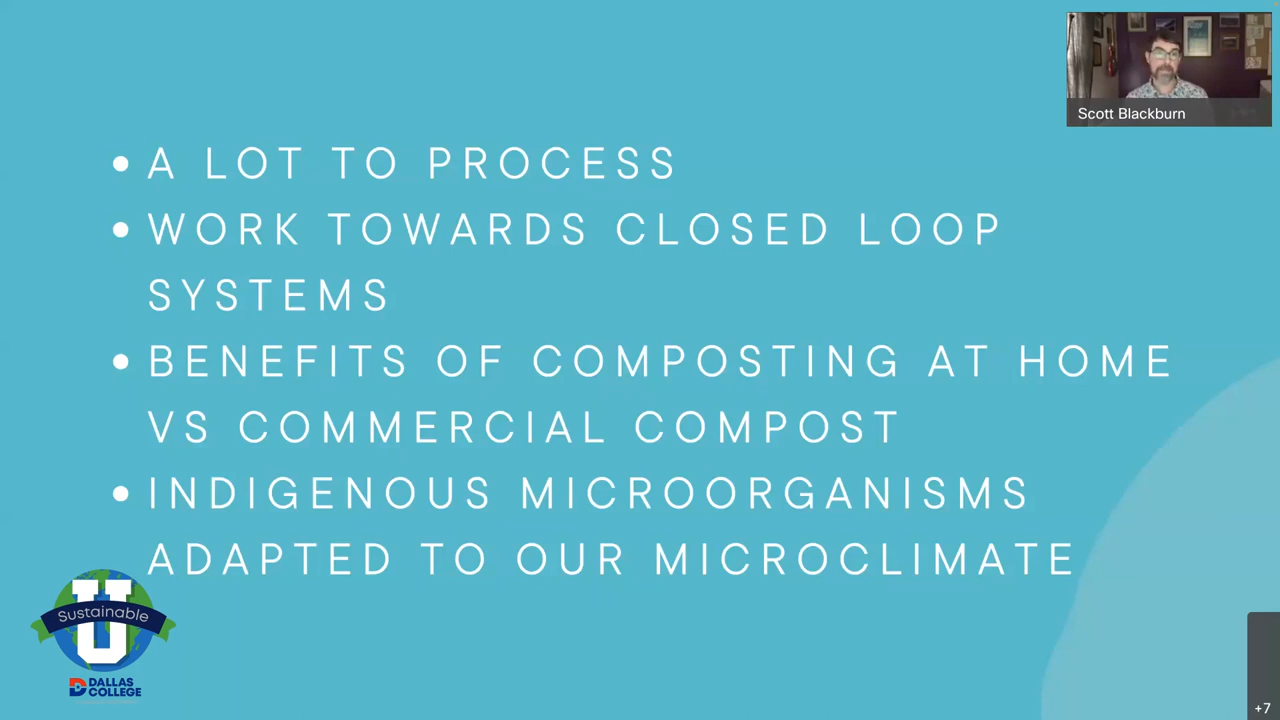 Scott Blackburn
• A LOT TO PROCESS
• WORK TOWARDS CLOSED LOOP
SYSTEMS
• BENEFITS OF COMPOSTING AT HOME
VS COMMERCIAL COMPOST
• INDIGENOUS MICROORGANISMS
ADAPTED TO OUR MICROCLIMATE
U
Sustainable
DALLAS
COLLEGE
+7